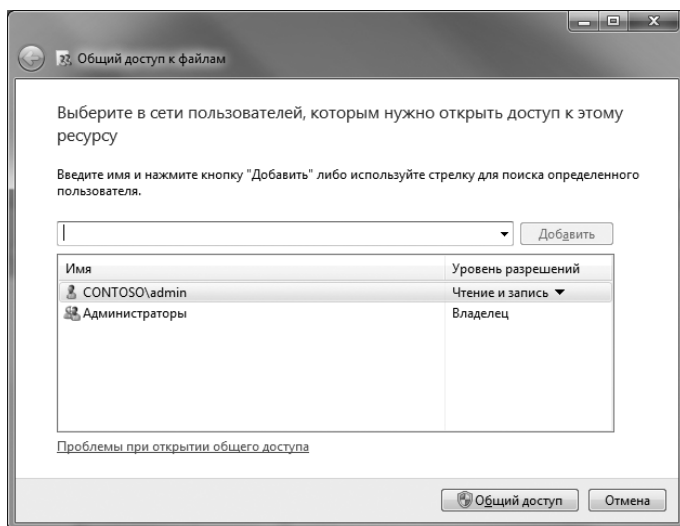 Общий доступ к файлам
Выберите в сети пользователей, которым нужно открыть доступ к этому
ресурсу
Введите имя и нажмите кнопку "Добавить" либо используйте стрелку для поиска определенного
пользователя.
Добавить
Имя Уровень разрешений
CONTOSO\admin Чтение и запись
Администраторы Владелец
Проблемы при открытии общего доступа
Общий доступ Отмена